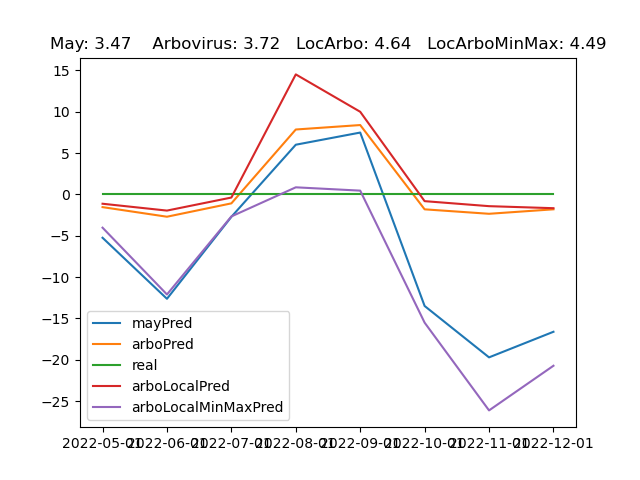 May: 3.47 Arbovirus: 3.72 LocArbo: 4.64 LocArboMinMax: 4.49
15
10
5
0
−5
−10
−15
−20
−25
mayPred
arboPred
real
arboLocalPred
arboLocalMinMaxPred
2022-05-01 2022-06-01 2022-07-01 2022-08-01 2022-09-01 2022-10-01 2022-11-01 2022-12-01